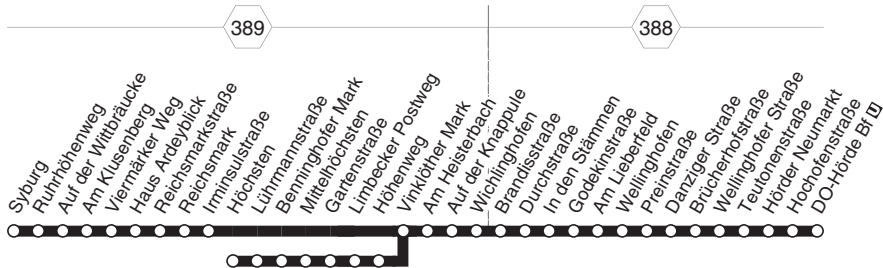 389
388
Syburg
Ruhrhöhenweg
Auf der Wittbräucke
Am Klusenberg
Viermärker Weg
Haus Ardeyblick
Reichsmarkstraße
Reichsmark
Irminsulstraße
Höchsten
Lührmannstraße
Benninghofer Mark
Mittelhöchsten
Gartenstraße
Limbecker Postweg
Höhenweg
Vinklöther Mark
Am Heisterbach
Auf der Knappule
Wichlinghofen
Brandisstraße
Durchstraße
In den Stämmen
Godekinstraße
Am Lieberfeld
Wellinghofen
Preinstraße
Danziger Straße
Brücherhofstraße
Wellinghofer Straße
Teutonenstraße
Hörder Neumarkt
Hochofenstraße
DO-Hörde Bf U